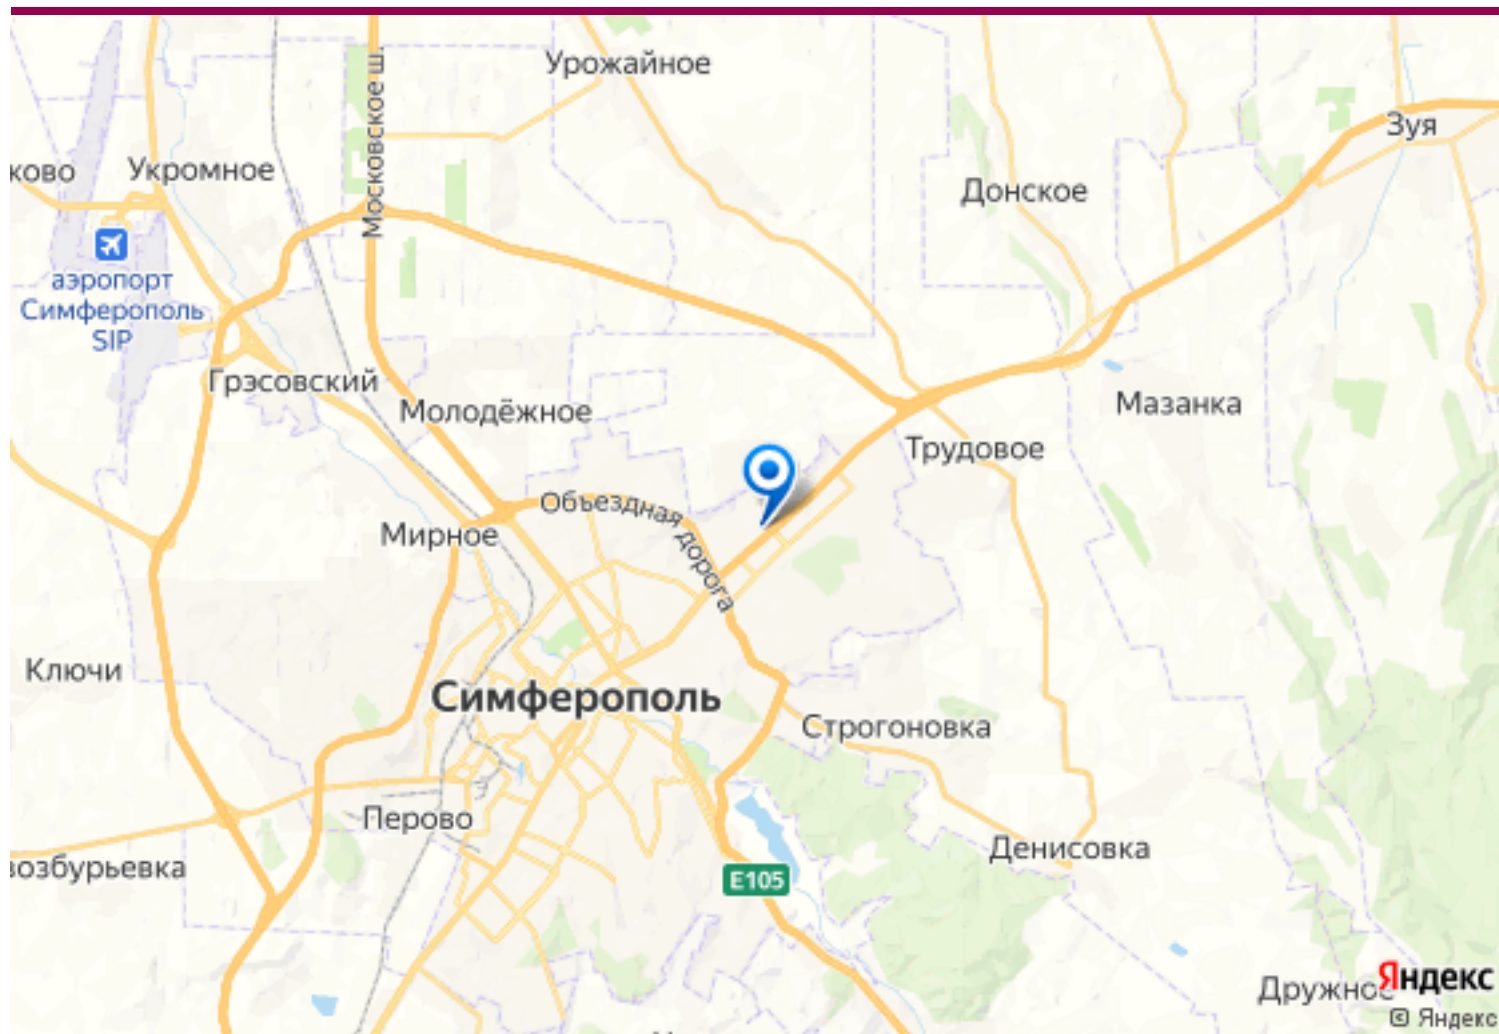 Урожайное
Московское ш.
Зуя
ково
Укромное
Донское
аэропорт
Симферополь
SIP
Грэсовский
Молодёжное
Мазанка
Трудовое
Объездная дорога
Мирное
Ключи
Симферополь
Строгоновка
Перово
Денисовка
возбурьевка
E105
Дружное
Яндекс
© Яндекс